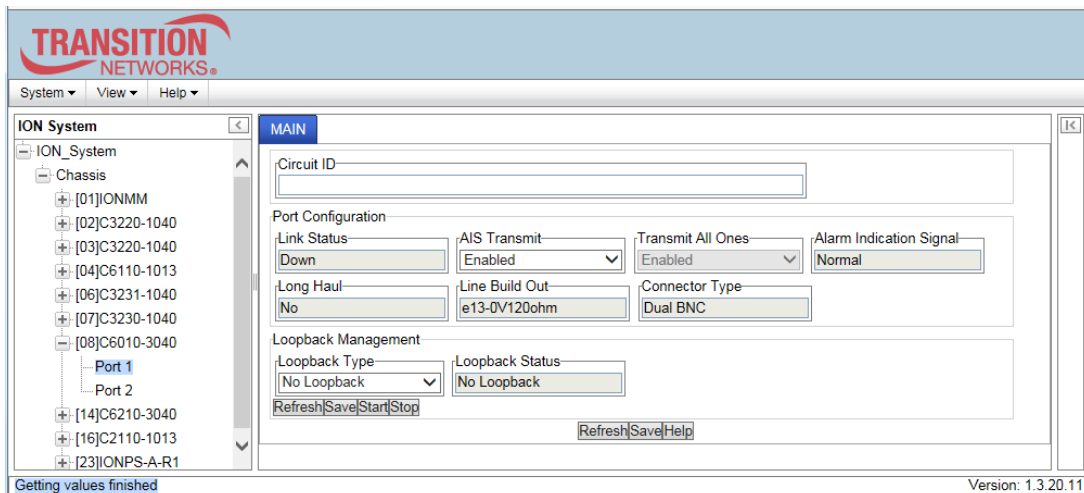 TRANSITION
NETWORKS®
System View Help
ION System
ION_System
Chassis
[01]IONMM
[02]C3220-1040
[03]C3220-1040
[04]C6110-1013
[06]C3231-1040
[07]C3230-1040
[08]C6010-3040
Port 1
Port 2
[14]C6210-3040
[16]C2110-1013
[23]IONPS-A-R1
MAIN
Circuit ID
Port Configuration
Link Status AIS Transmit Transmit All Ones Alarm Indication Signal
Down Enabled Enabled Normal
Long Haul Line Build Out Connector Type
No e13-0V120ohm Dual BNC
Loopback Management
Loopback Type Loopback Status
No Loopback No Loopback
Refresh Save Start Stop
Refresh Save Help
Getting values finished Version: 1.3.20.11